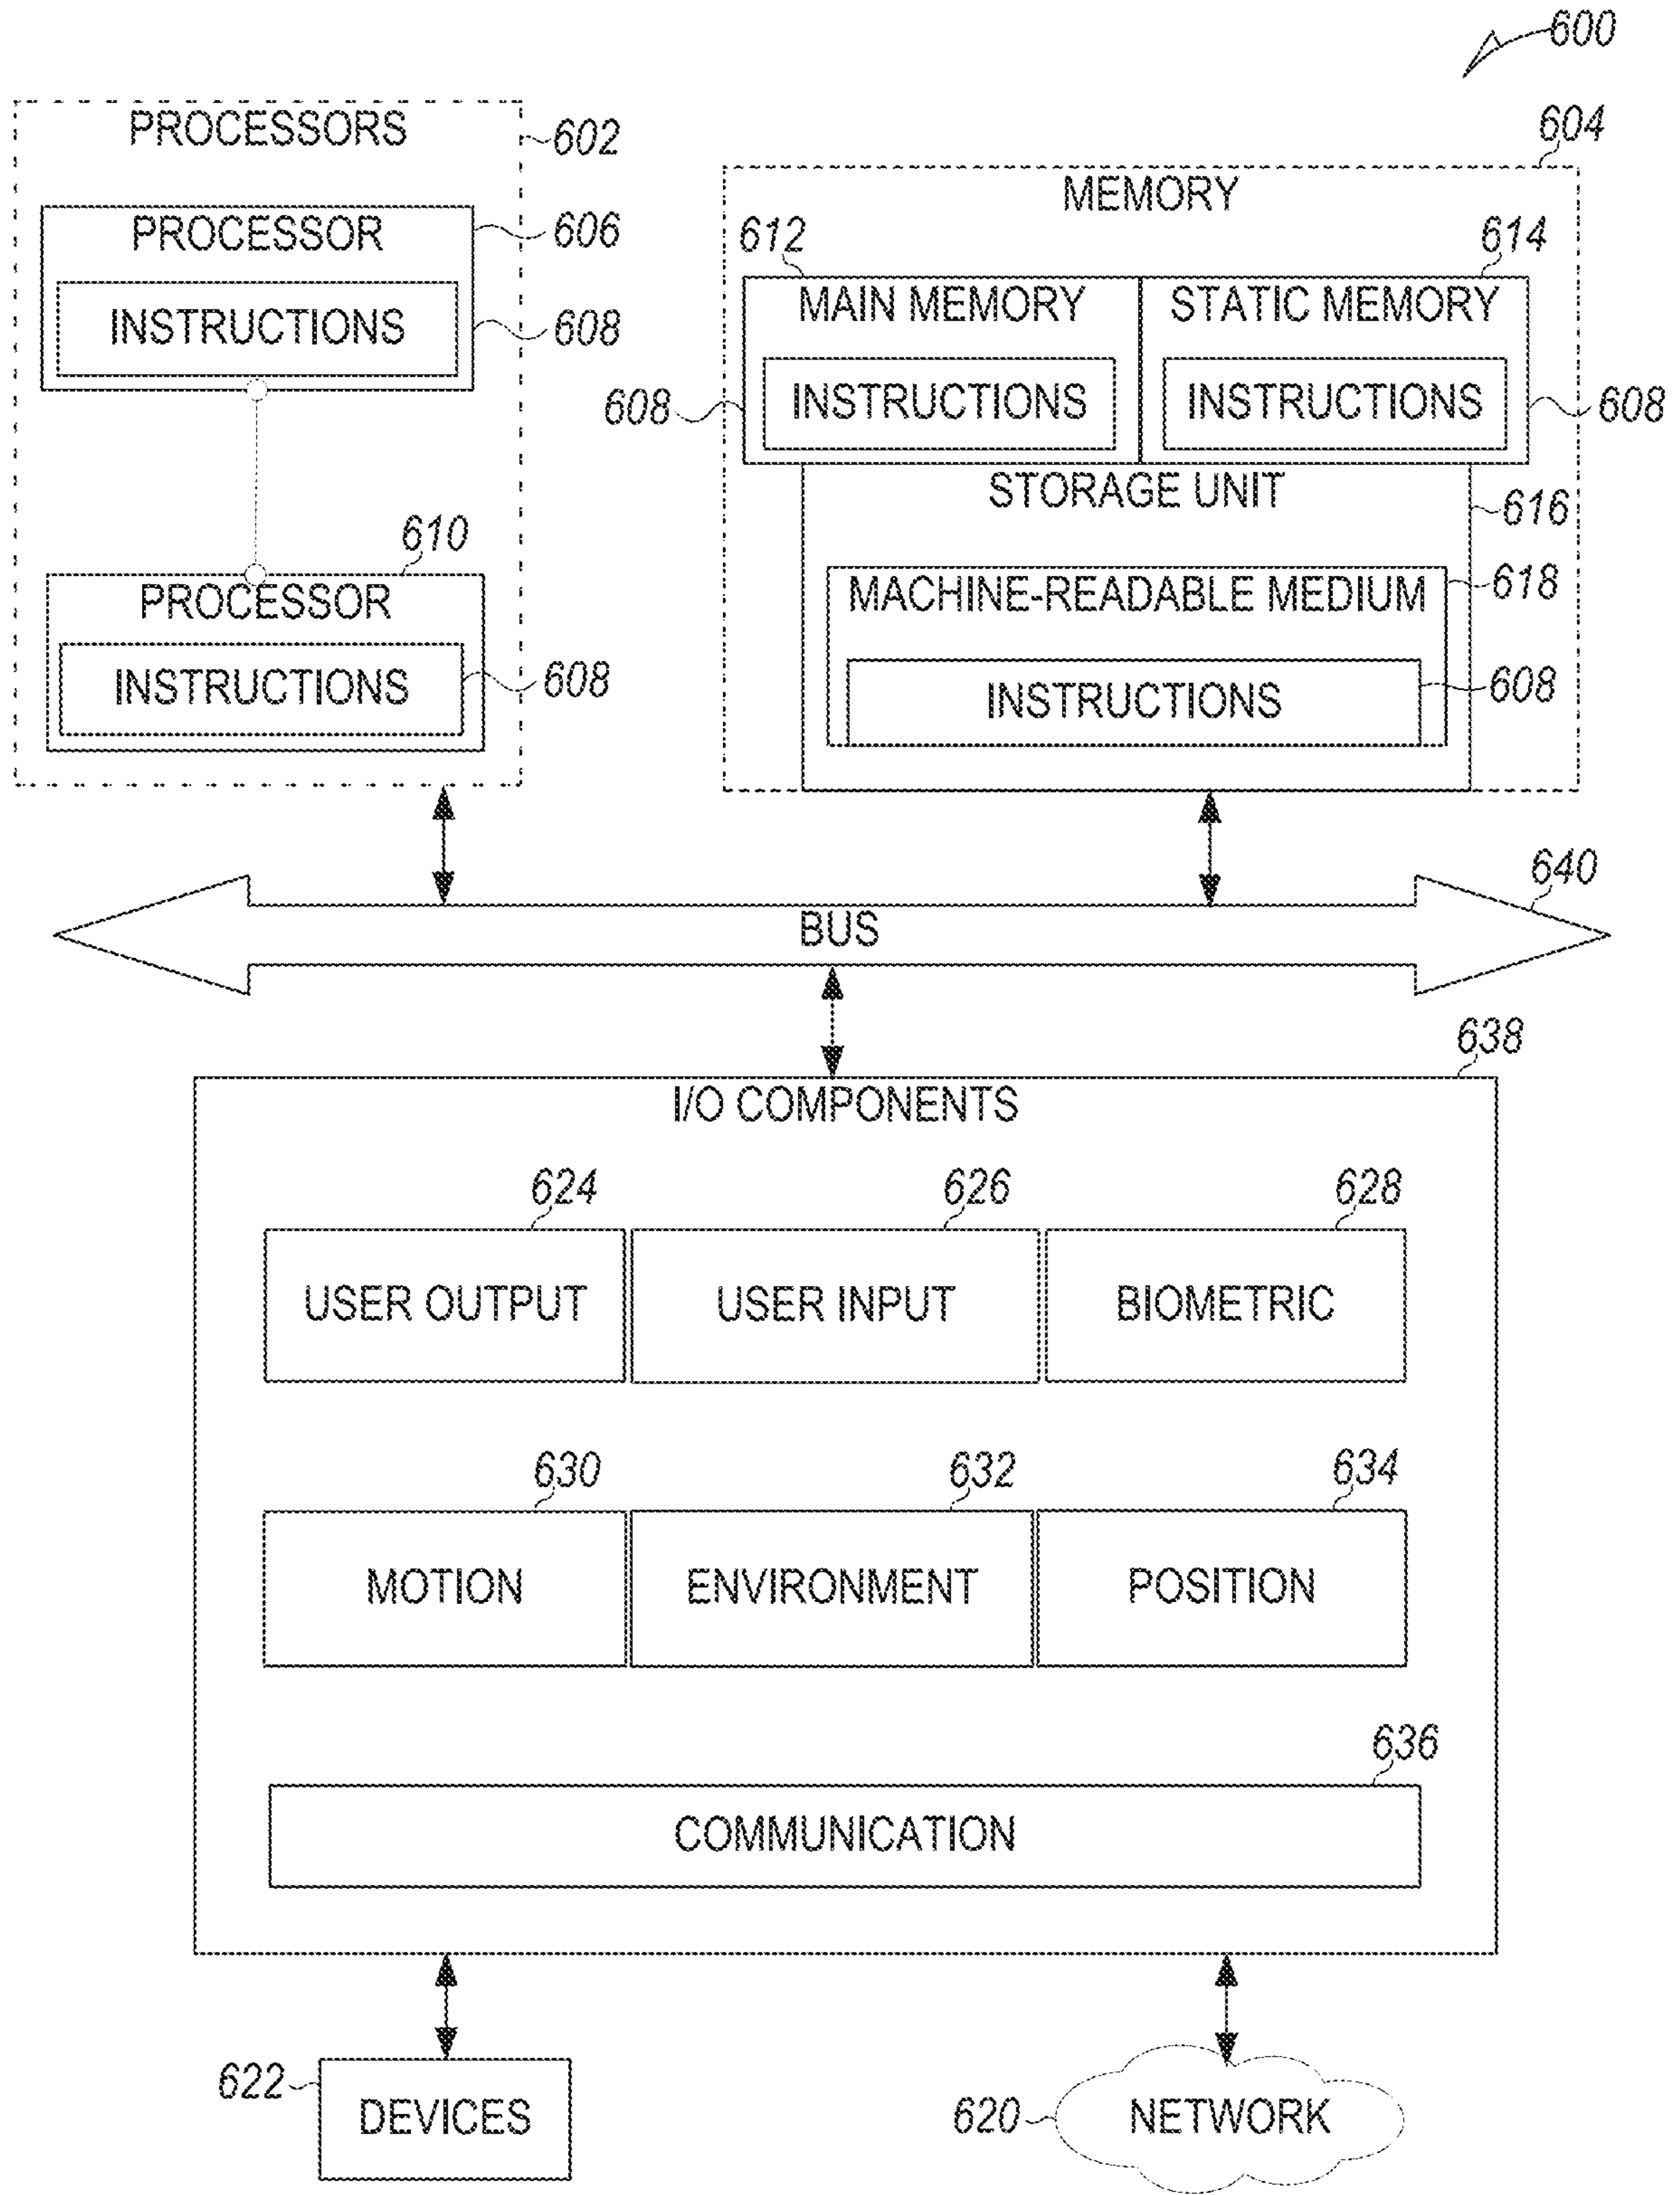 600
PROCESSORS
602
PROCESSOR
606
INSTRUCTIONS
608
610
PROCESSOR
INSTRUCTIONS
608
604
MEMORY
612
614
MAIN MEMORY
STATIC MEMORY
608
INSTRUCTIONS
INSTRUCTIONS
608
STORAGE UNIT
616
MACHINE-READABLE MEDIUM
618
INSTRUCTIONS
608
640
BUS
638
I/O COMPONENTS
624
626
628
USER OUTPUT
USER INPUT
BIOMETRIC
630
632
634
MOTION
ENVIRONMENT
POSITION
636
COMMUNICATION
622
DEVICES
620
NETWORK